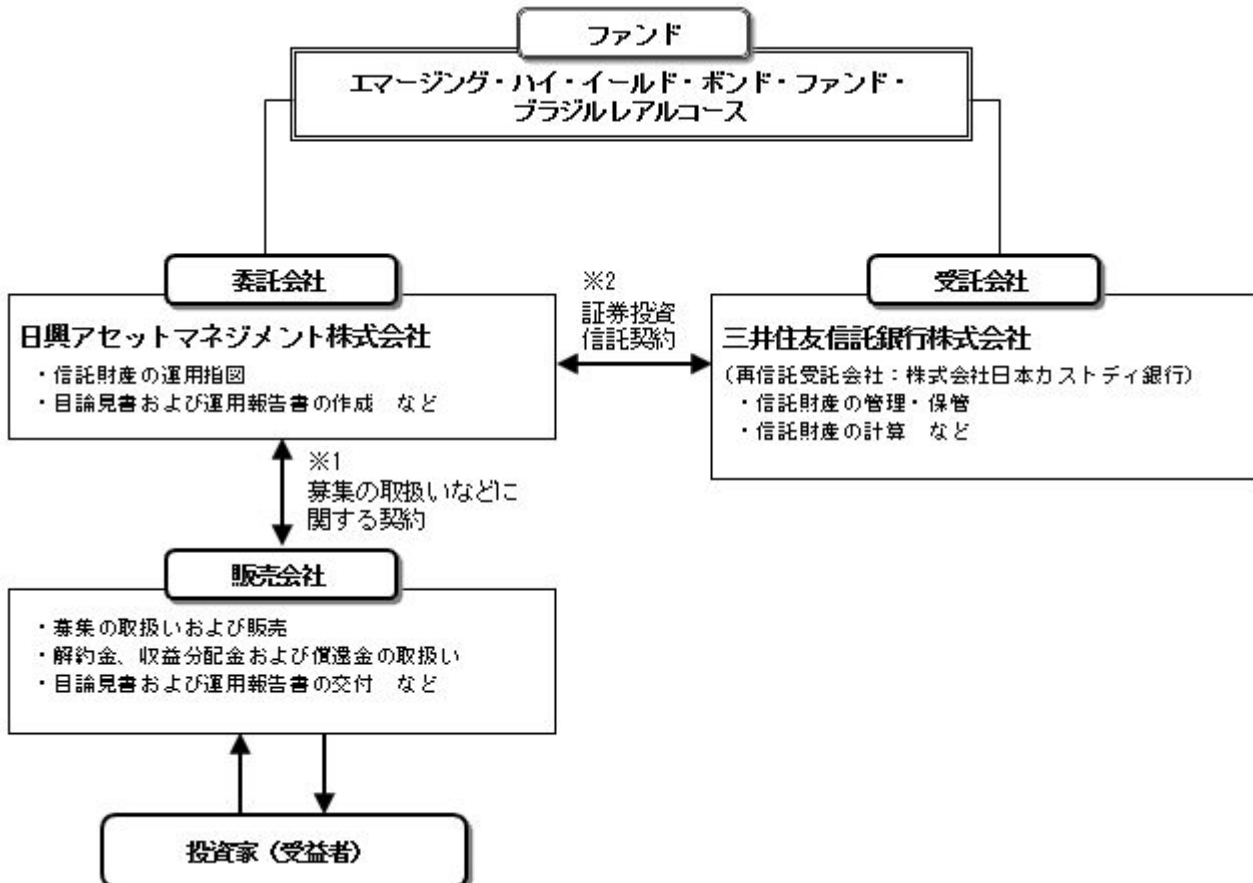 ファンド
エマージング・ハイ・イールド・ボンド・ファンド・
ブラジルレアルコース
委託会社
日興アセットマネジメント株式会社
・信託財産の運用指図
・目論見書および運用報告書の作成　など
※2
証券投資
信託契約
受託会社
三井住友信託銀行株式会社
（再信託受託会社：株式会社日本カストディ銀行）
・信託財産の管理・保管
・信託財産の計算　など
※1
募集の取扱いなどに
関する契約
販売会社
・募集の取扱いおよび販売
・解約金、収益分配金および償還金の取扱い
・目論見書および運用報告書の交付　など
投資家（受益者）